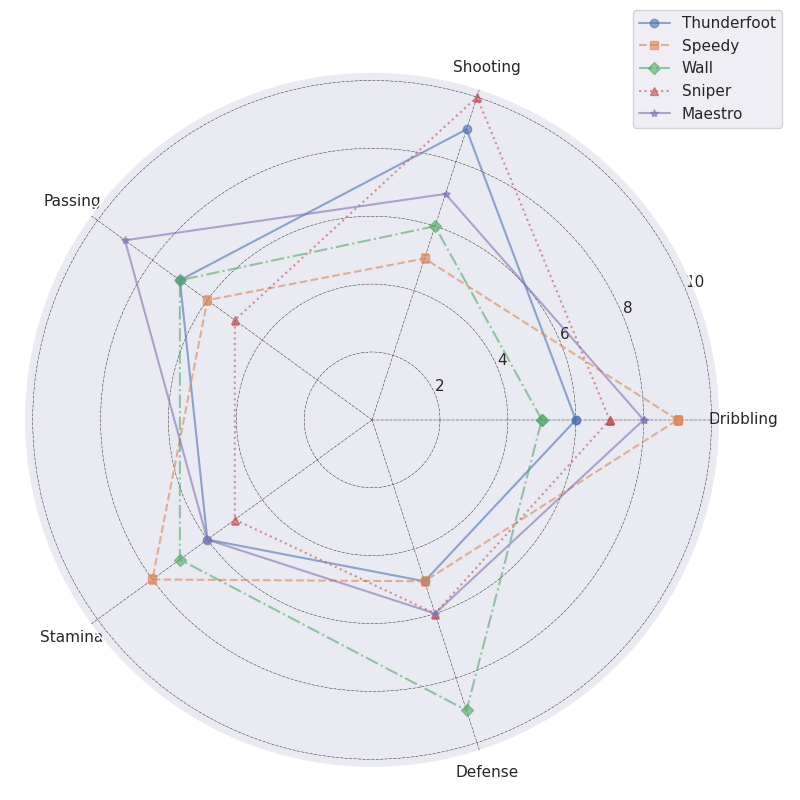 Thunderfoot
Speedy
Wall
Sniper
Maestro
Shooting
Passing
10
8
6
4
2
Dribbling
Stamina
Defense